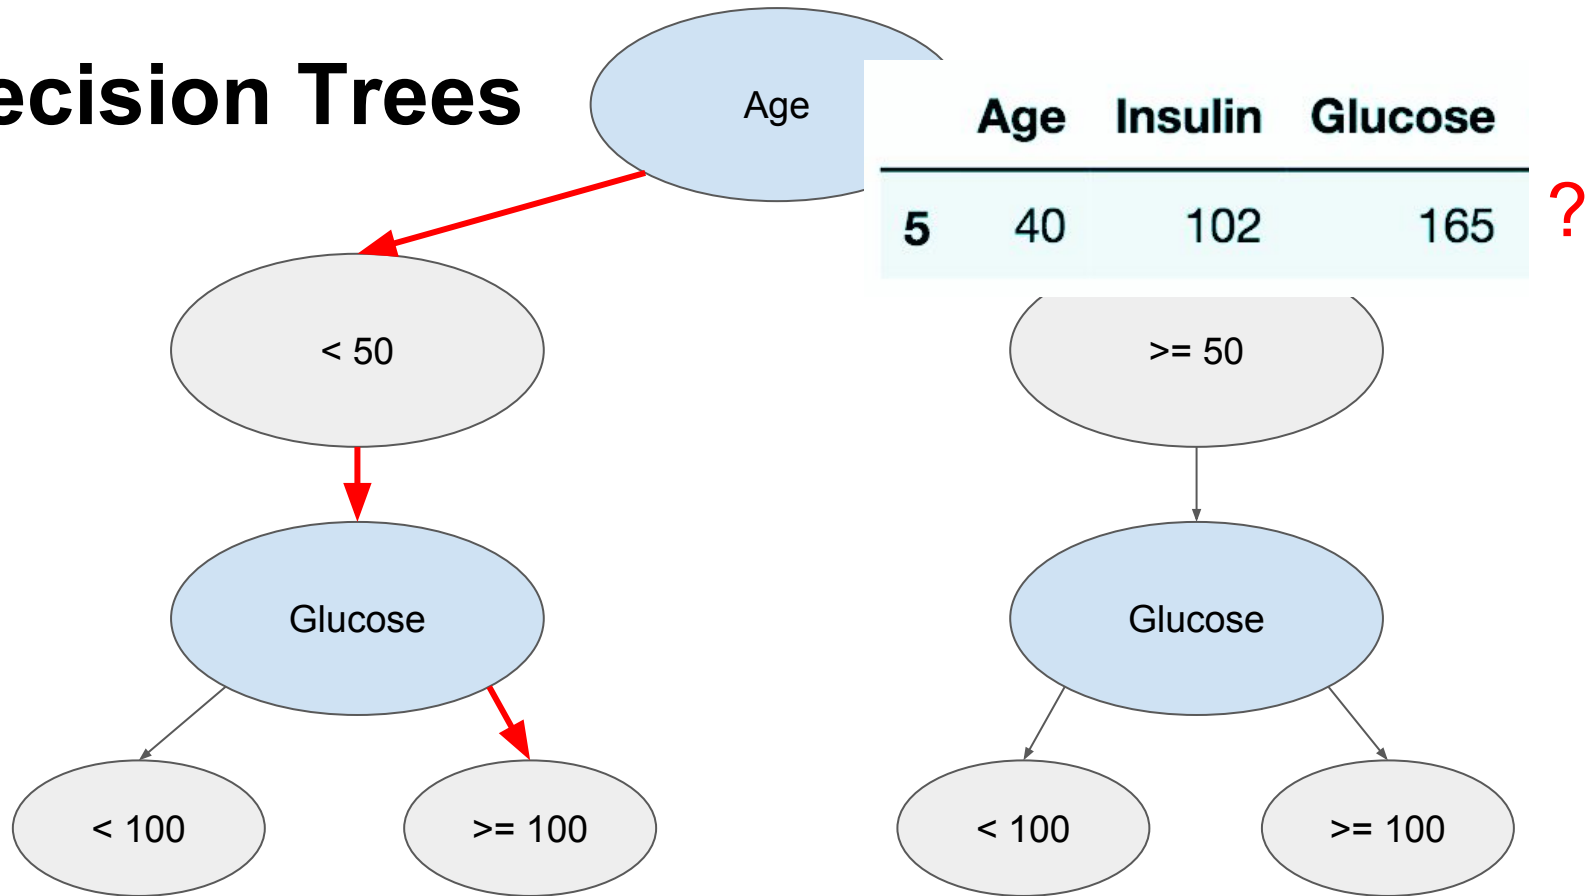 ecision Trees
Age
Age Insulin Glucose
5 40 102 165 ?
< 50
>= 50
Glucose
Glucose
< 100
>= 100
< 100
>= 100